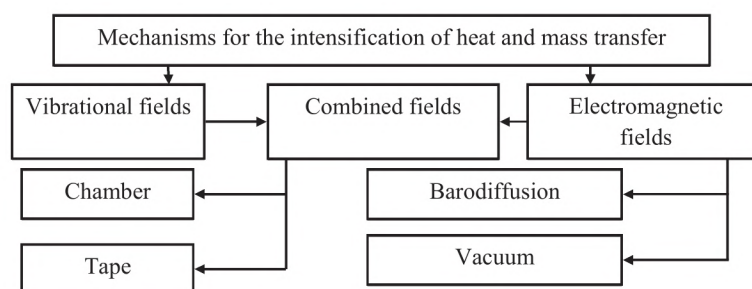 Mechanisms for the intensification of heat and mass transfer
Vibrational fields
Combined fields
Electromagnetic
fields
Chamber
Barodiffusion
Tape
Vacuum